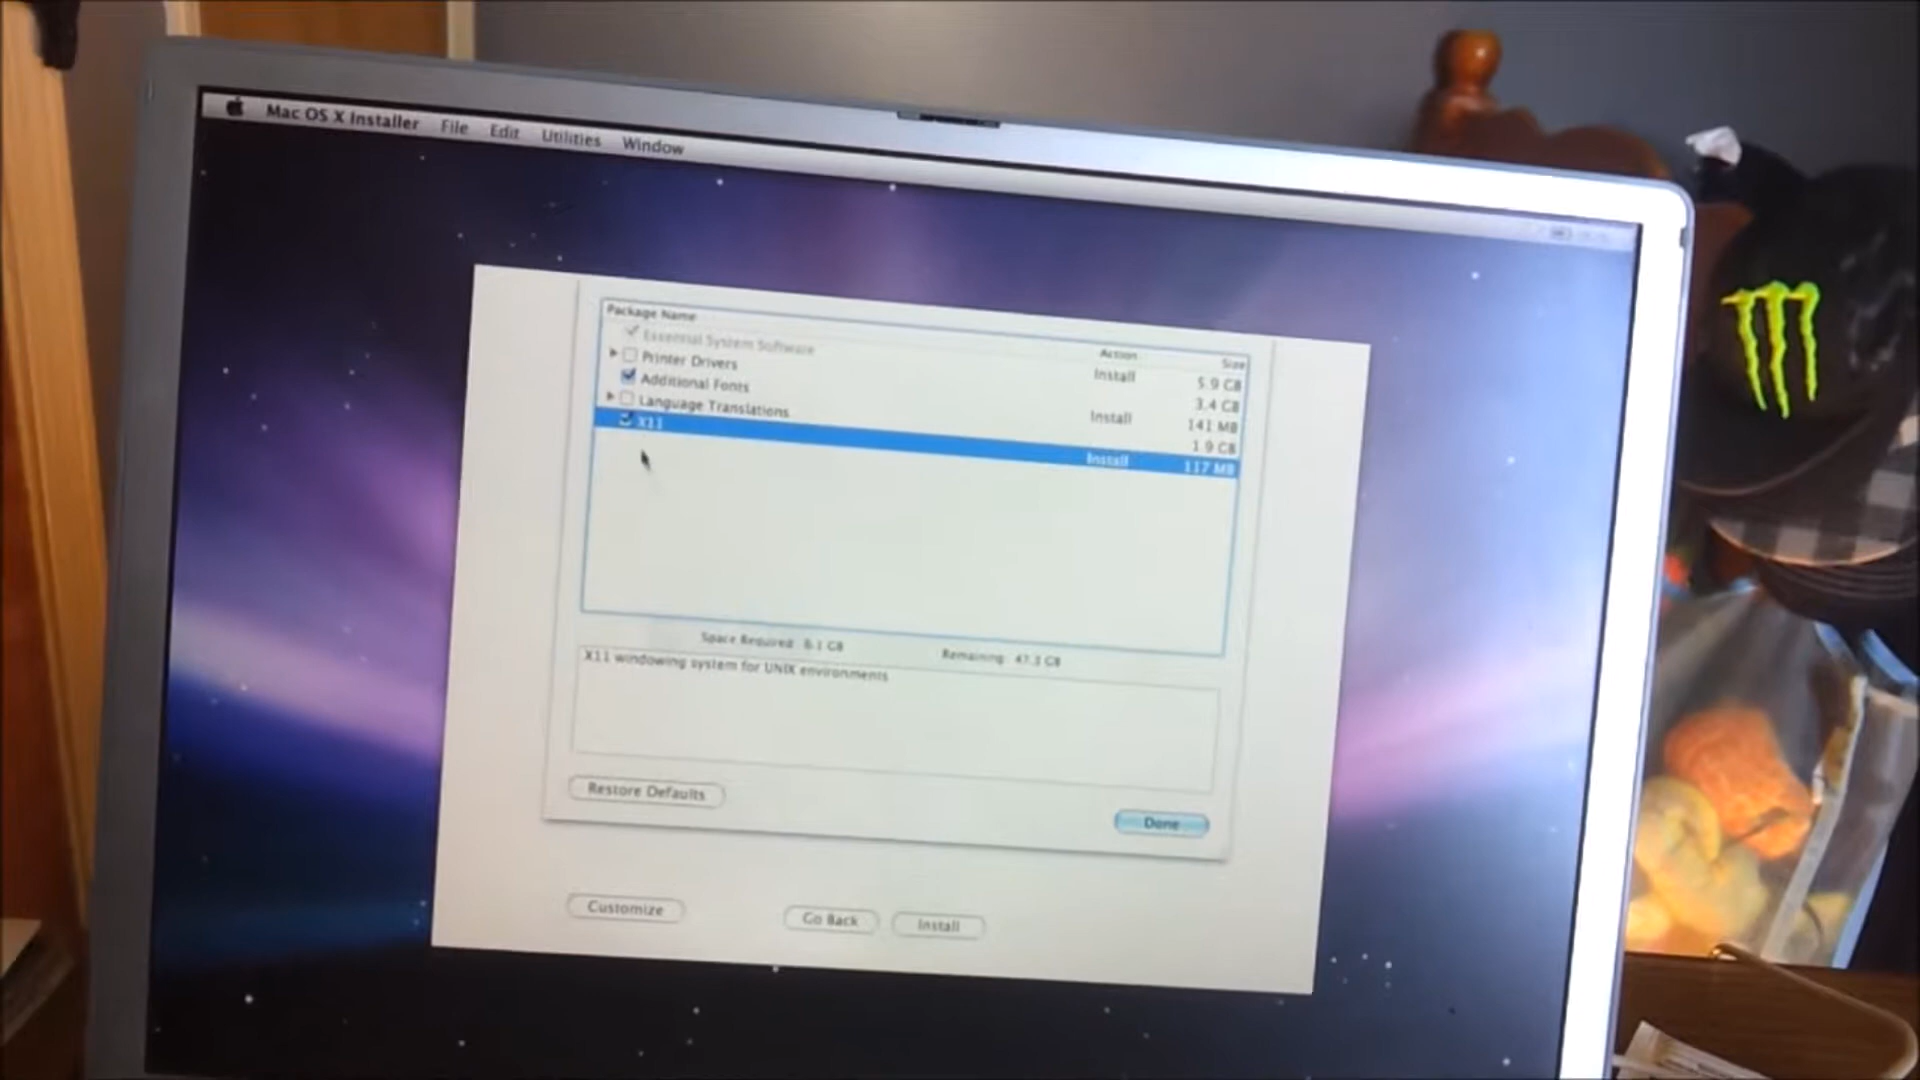 Mac OS X Installer File Edit Utilities Window
Package Name Action Size
Essential System Software Install 5.9 GB
Printer Drivers 3.4 GB
Additional Fonts Install 141 MB
Language Translations 1.9 GB
X11 Install 117 MB
Space Required: 6.1 GB Remaining: 47.3 GB
X11 windowing system for UNIX environments
Restore Defaults Done
Customize Go Back Install